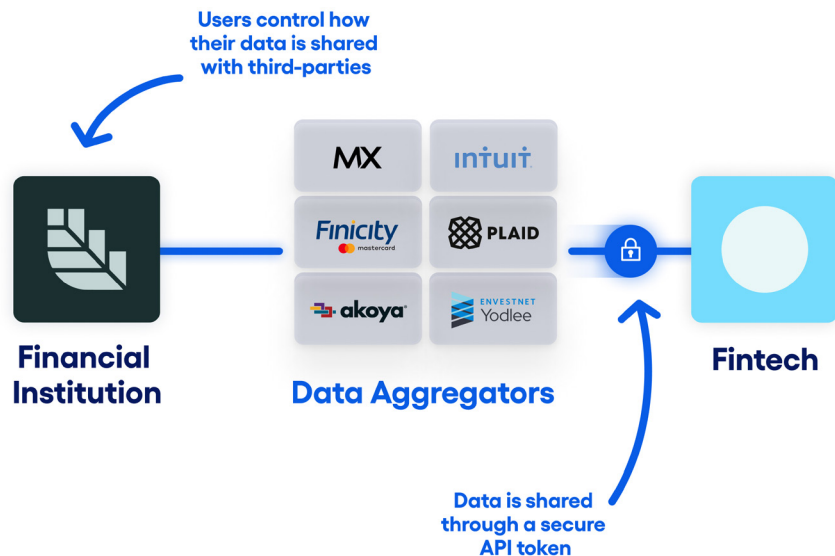 Users control how
their data is shared
with third-parties
MX
intuit
Finicity
mastercard
PLAID
akoya
ENVESTNET
Yodlee
Financial
Institution
Data Aggregators
Fintech
Data is shared
through a secure
API token